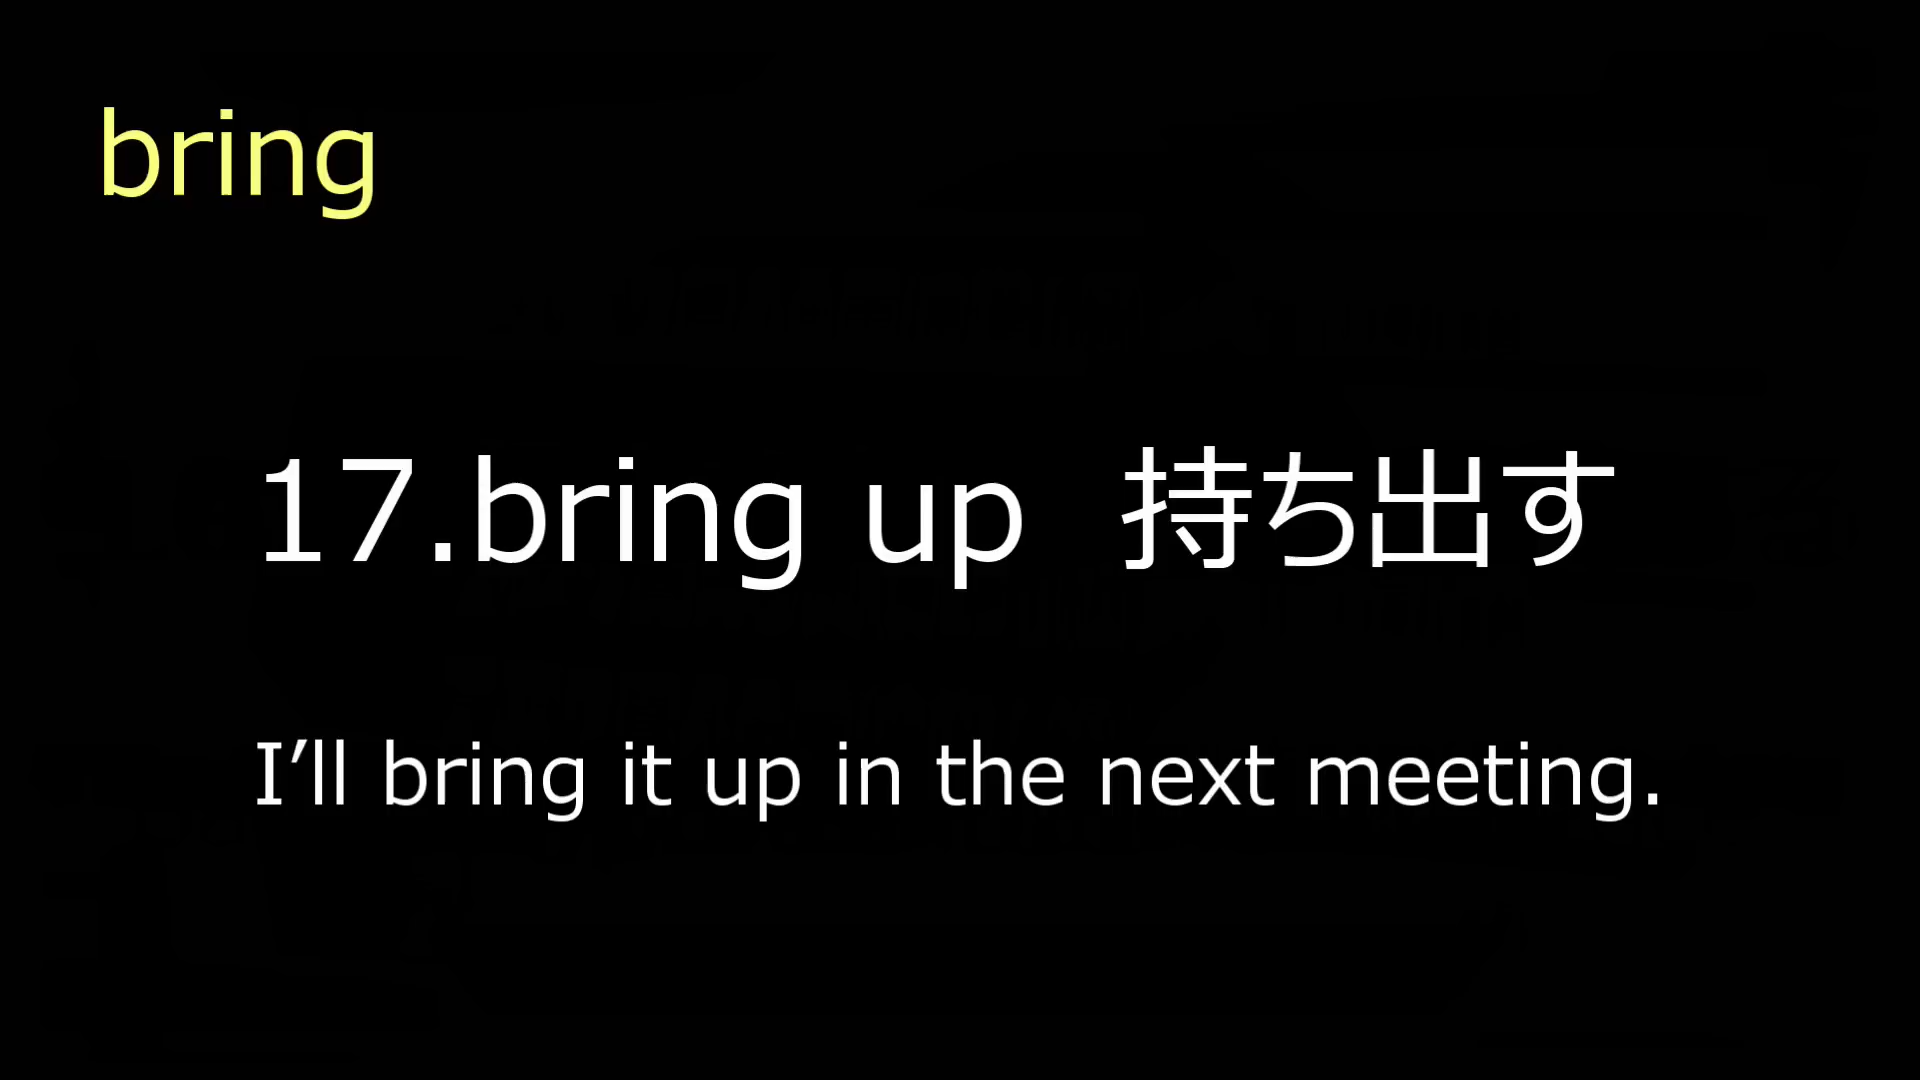 bring
17.bring up 持ち出す
I’ll bring it up in the next meeting.